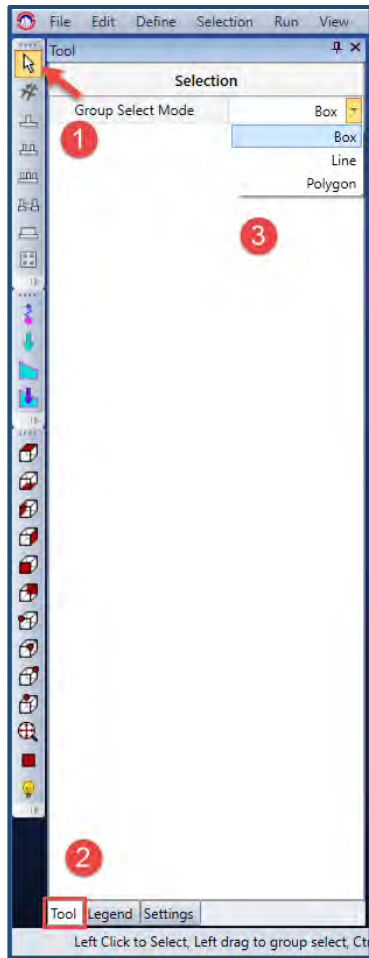 File Edit Define Selection Run View
Tool
Selection
Group Select Mode Box
Box
Line
Polygon
1
3
2
Tool Legend Settings
Left Click to Select, Left drag to group select, Ctr